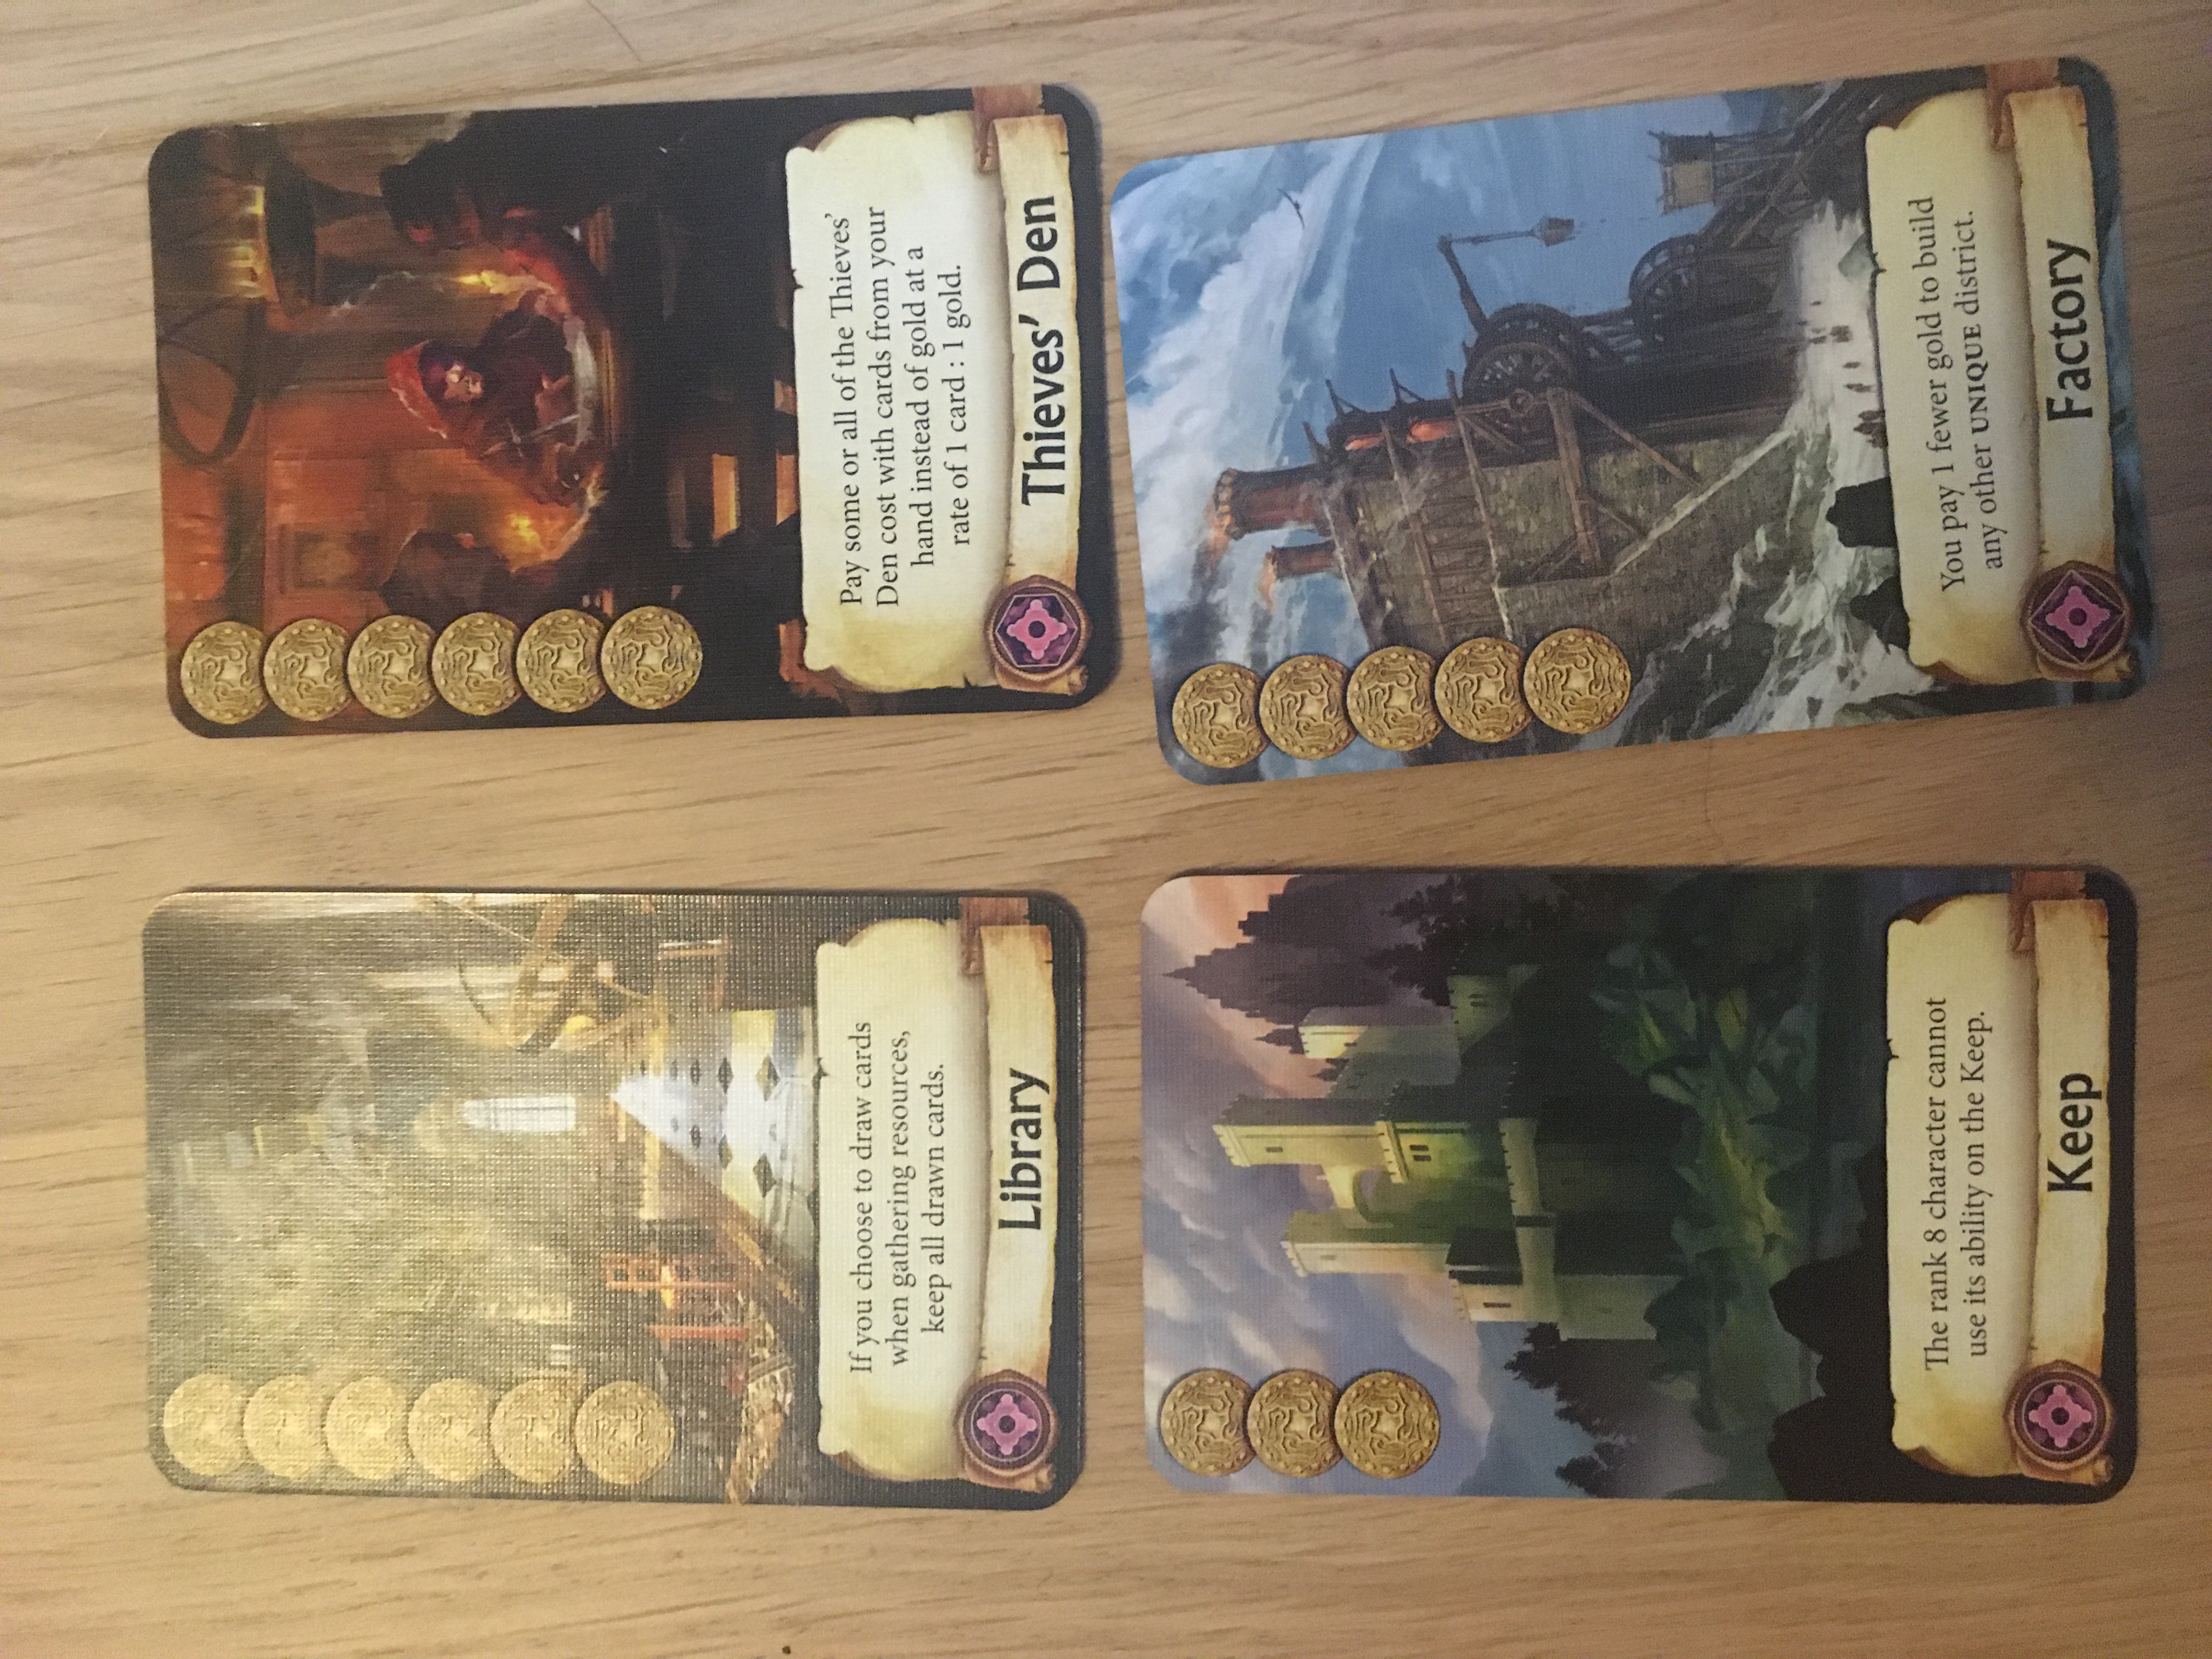 If you choose to draw cards
when gathering resources,
keep all drawn cards.
Library
Pay some or all of the Thieves’
Den cost with cards from your
hand instead of gold at a
rate of 1 card : 1 gold.
Thieves’ Den
The rank 8 character cannot
use its ability on the Keep.
Keep
You pay 1 fewer gold to build
any other UNIQUE district.
Factory